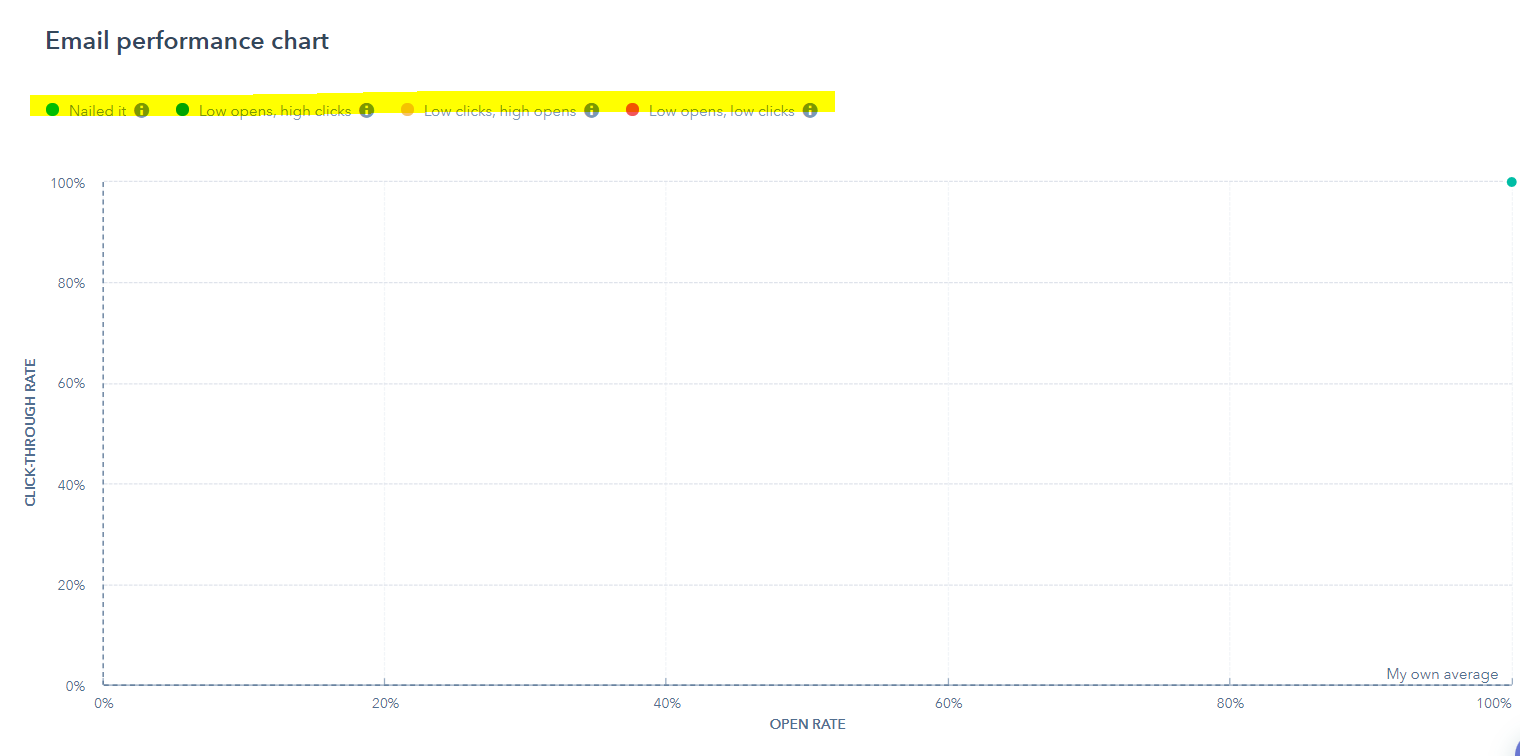 Email performance chart
Nailed it Low opens, high clicks Low clicks, high opens Low opens, low clicks
100%
80%
60%
40%
20%
0%
CLICK-THROUGH RATE
My own average
0% 20% 40% 60% 80% 100%
OPEN RATE